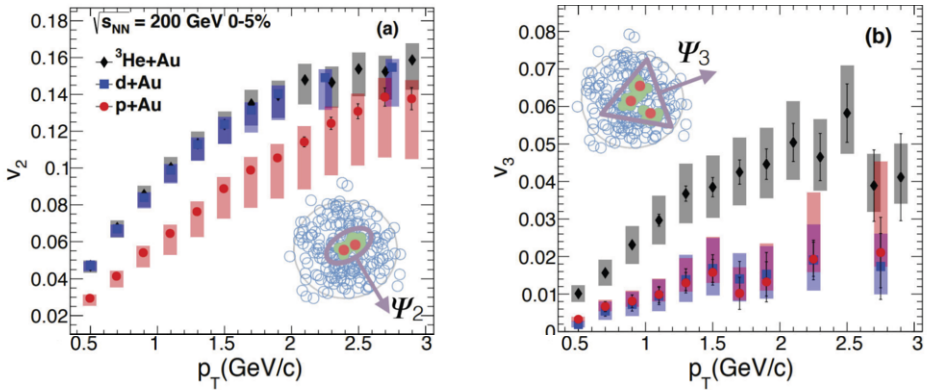 √sNN = 200 GeV 0-5%
(a)
³He+Au
d+Au
p+Au
v2
0.16
0.14
0.12
0.10
0.08
0.06
0.04
0.02
Ψ2
0.5 1 1.5 2 2.5 3
pT(GeV/c)
(b)
Ψ3
v3
0.08
0.07
0.06
0.05
0.04
0.03
0.02
0.01
0
0.5 1 1.5 2 2.5 3
pT(GeV/c)